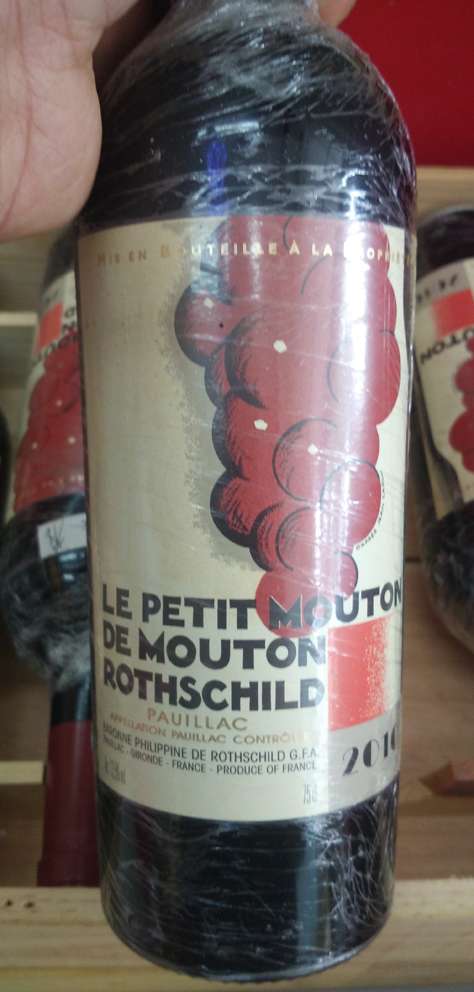 MIS EN BOUTEILLE À LA
LE PETIT MOUTON
DE MOUTON
ROTHSCHILD
PAUILLAC
APPELLATION PAUILLAC CONTRÔLÉE
BARONNE PHILIPPINE DE ROTHSCHILD G.F.A.
PAUILLAC - GIRONDE - FRANCE - PRODUCE OF FRANCE
75cl
MOUTON